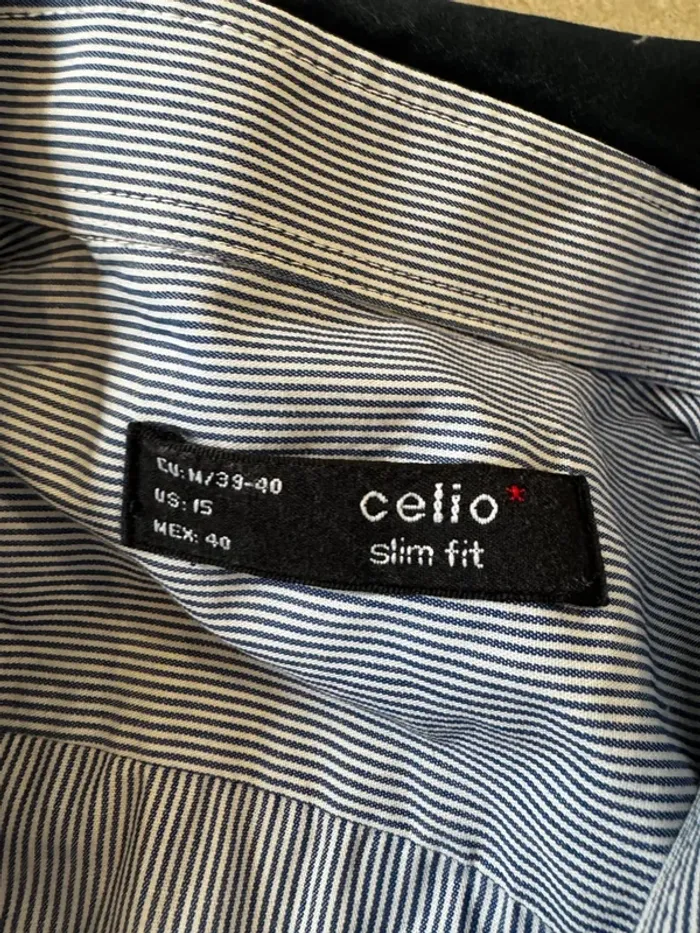 EU: M/39-40
US: 15
MEX: 40
celio*
slim fit